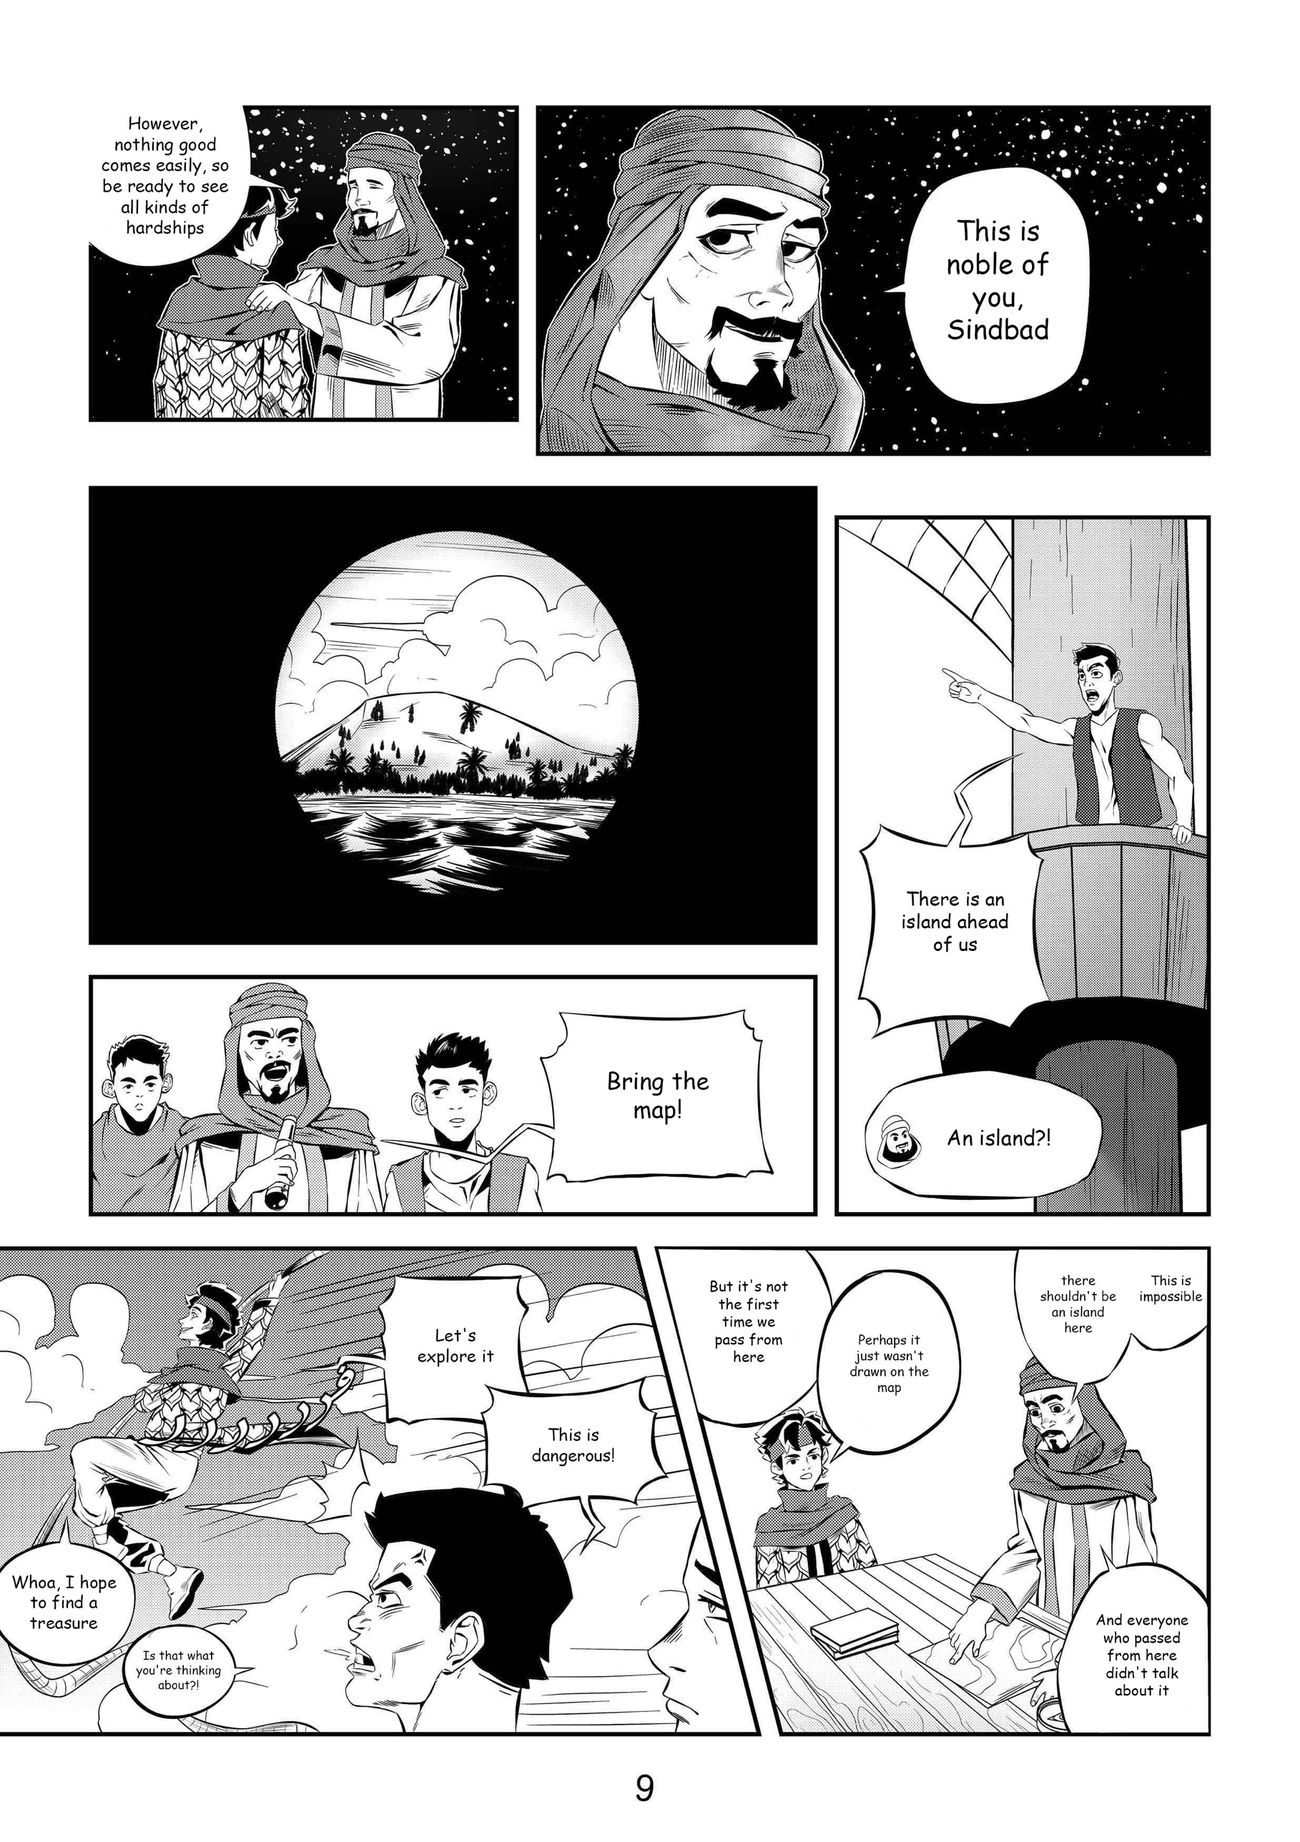 This is
noble of
you,
Sindbad
However,
nothing good
comes easily, so
be ready to see
all kinds of
hardships
There is an
island ahead
of us
An island?!
Bring the
map!
This is
impossible
there
shouldn't be
an island
here
Perhaps it
just wasn't
drawn on the
map
But it's not
the first
time we
pass from
here
And everyone
who passed
from here
didn't talk
about it
Let's
explore it
This is
dangerous!
Whoa, I hope
to find a
treasure
Is that what
you're thinking
about?!
9